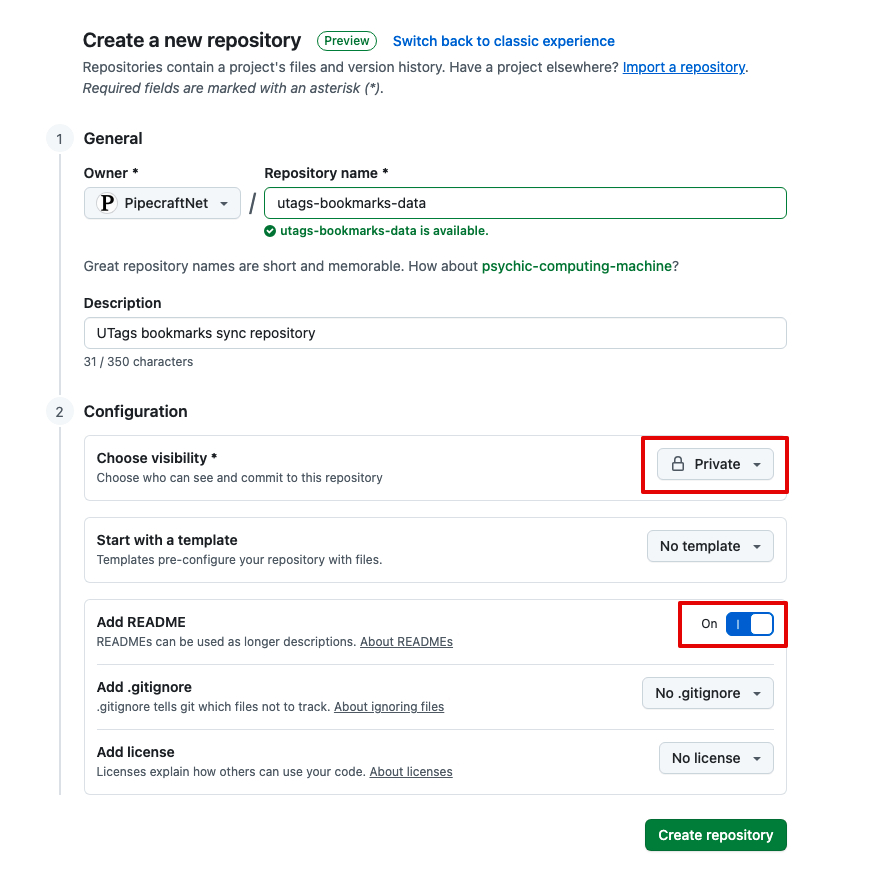 Create a new repository Preview Switch back to classic experience
Repositories contain a project's files and version history. Have a project elsewhere? Import a repository.
Required fields are marked with an asterisk (*).
1 General
Owner * Repository name *
P PipecraftNet / utags-bookmarks-data
utags-bookmarks-data is available.
Great repository names are short and memorable. How about psychic-computing-machine?
Description
UTags bookmarks sync repository
31 / 350 characters
2 Configuration
Choose visibility *
Choose who can see and commit to this repository
Private
Start with a template
Templates pre-configure your repository with files.
No template
Add README
READMEs can be used as longer descriptions. About READMEs
On
Add .gitignore
.gitignore tells git which files not to track. About ignoring files
No .gitignore
Add license
Licenses explain how others can use your code. About licenses
No license
Create repository